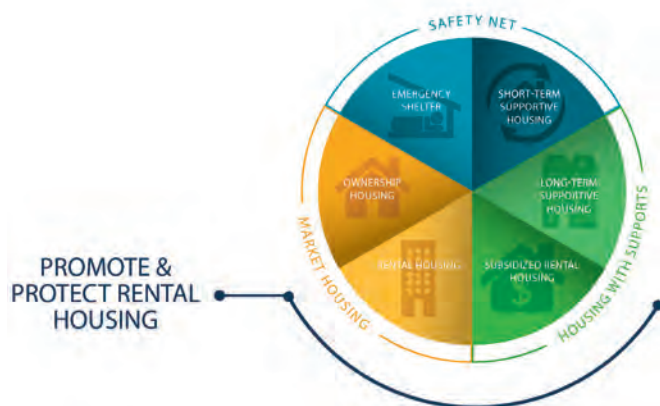 SAFETY NET
EMERGENCY
SHELTER
SHORT-TERM
SUPPORTIVE
HOUSING
OWNERSHIP
HOUSING
LONG-TERM
SUPPORTIVE
HOUSING
RENTAL HOUSING
SUBSIDIZED RENTAL
HOUSING
MARKET HOUSING
HOUSING WITH SUPPORTS
PROMOTE &
PROTECT RENTAL
HOUSING
$